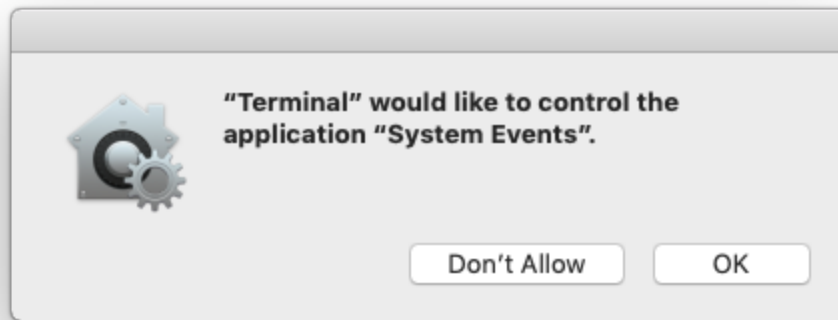 “Terminal” would like to control the
application “System Events”.
Don’t Allow
OK